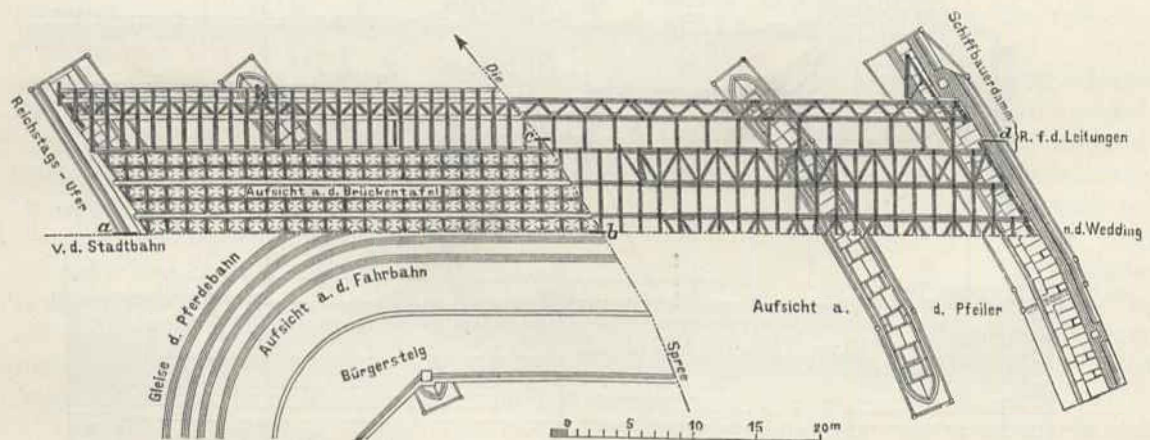 Schiffbauerdamm
Die
Reichstags-Ufer
c
d
R. f. d. Leitungen
Aufsicht a. d. Brückentafel
a
b
v. d. Stadtbahn
n. d. Wedding
Gleise d. Pferdebahn
Aufsicht a. d. Fahrbahn
Aufsicht a. d. Pfeiler
Bürgersteig
Spree
0 5 10 15 20m